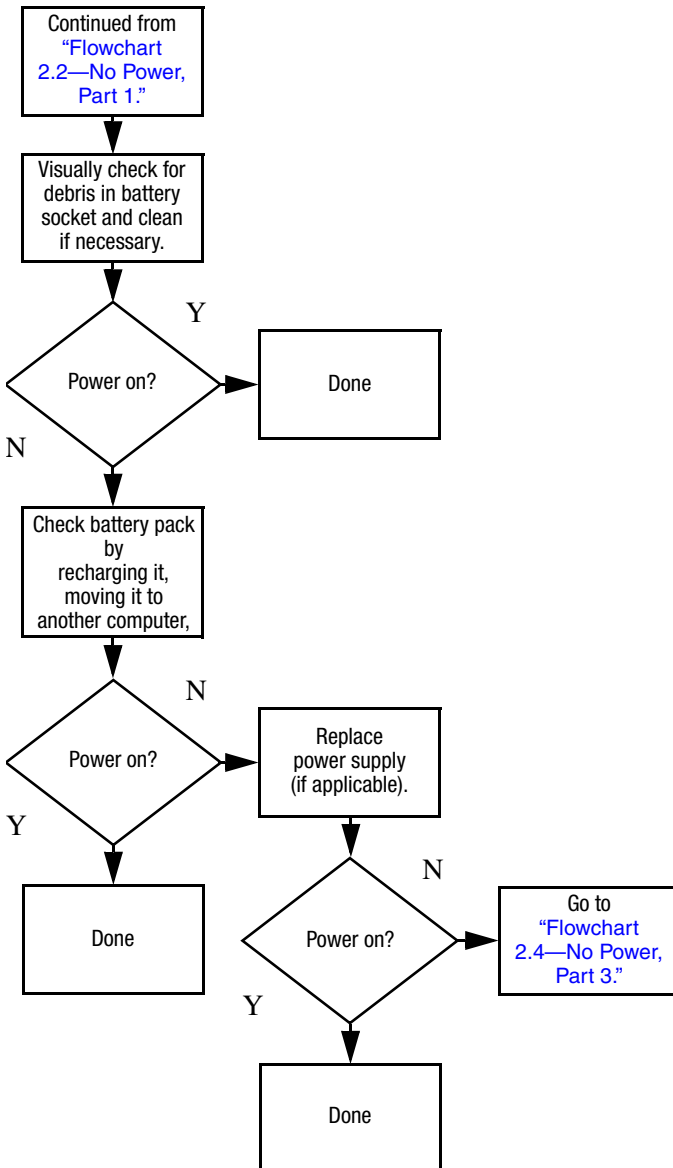 Continued from
“Flowchart
2.2—No Power,
Part 1.”
Visually check for
debris in battery
socket and clean
if necessary.
Y
Power on?
Done
N
Check battery pack
by
recharging it,
moving it to
another computer,
N
Power on?
Replace
power supply
(if applicable).
Y
Done
N
Power on?
Go to
“Flowchart
2.4—No Power,
Part 3.”
Y
Done